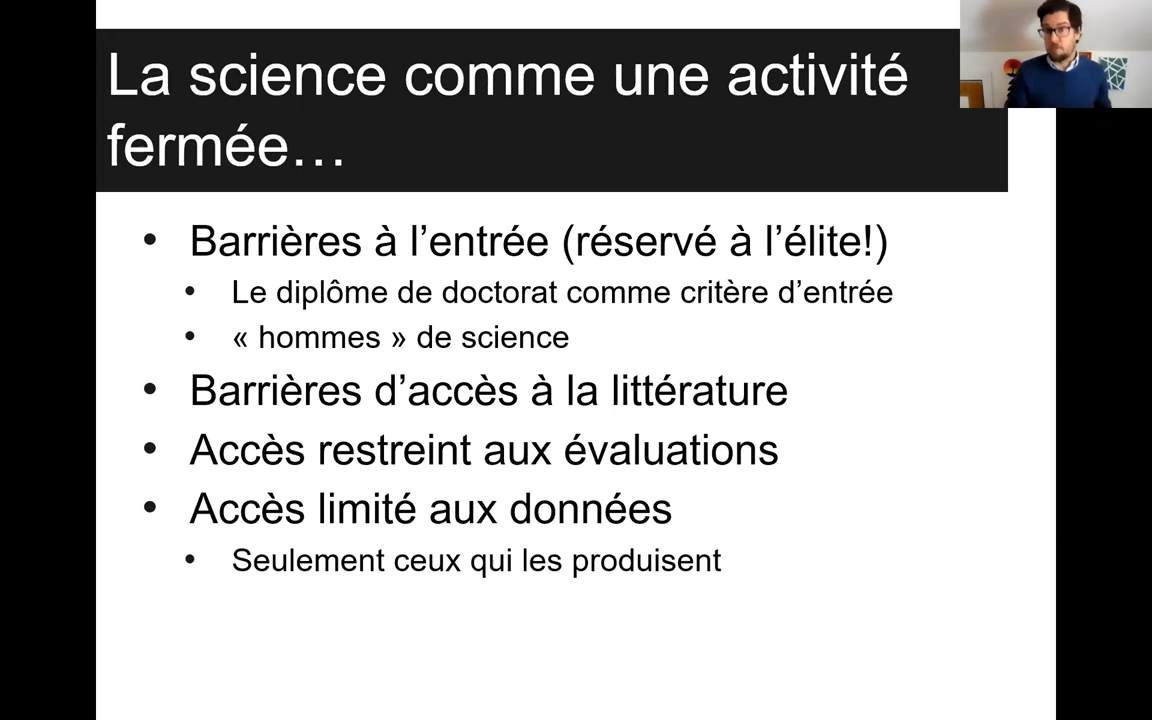 La science comme une activité
fermée…
• Barrières à l’entrée (réservé à l’élite!)
• Le diplôme de doctorat comme critère d’entrée
• « hommes » de science
• Barrières d’accès à la littérature
• Accès restreint aux évaluations
• Accès limité aux données
• Seulement ceux qui les produisent